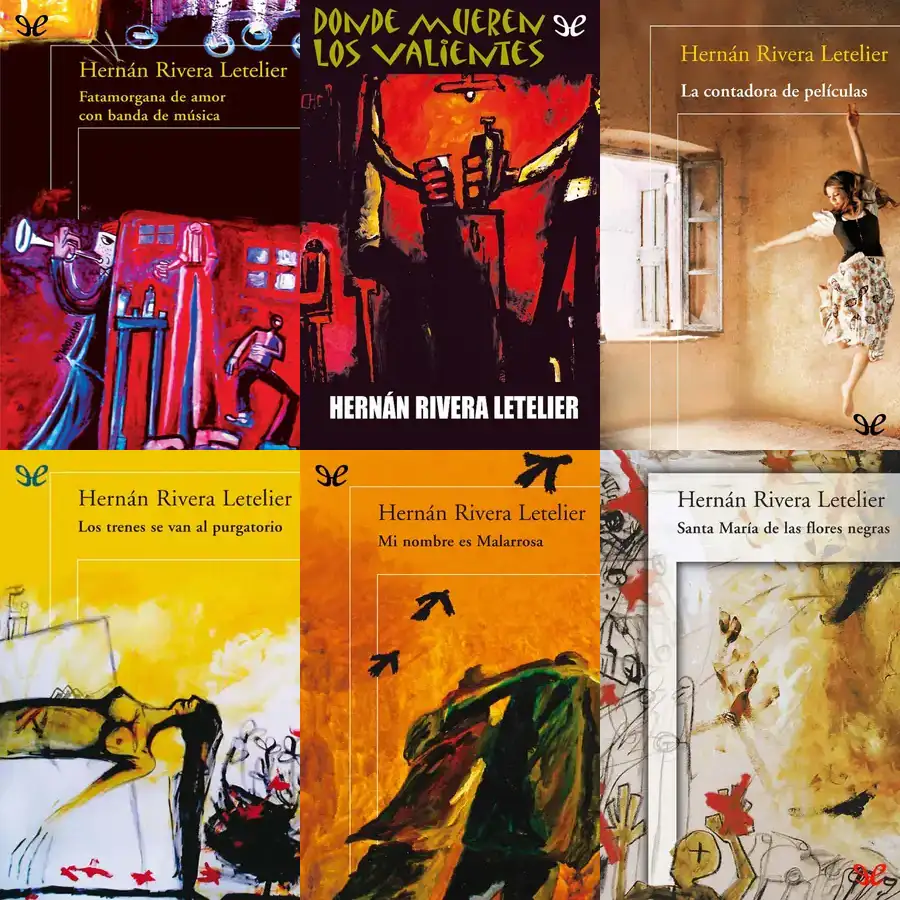 Hernán Rivera Letelier
Fatamorgana de amor
con banda de música
DONDE MUEREN
LOS VALIENTES
HERNÁN RIVERA LETELIER
Hernán Rivera Letelier
La contadora de películas
Hernán Rivera Letelier
Los trenes se van al purgatorio
Hernán Rivera Letelier
Mi nombre es Malarrosa
Hernán Rivera Letelier
Santa María de las flores negras